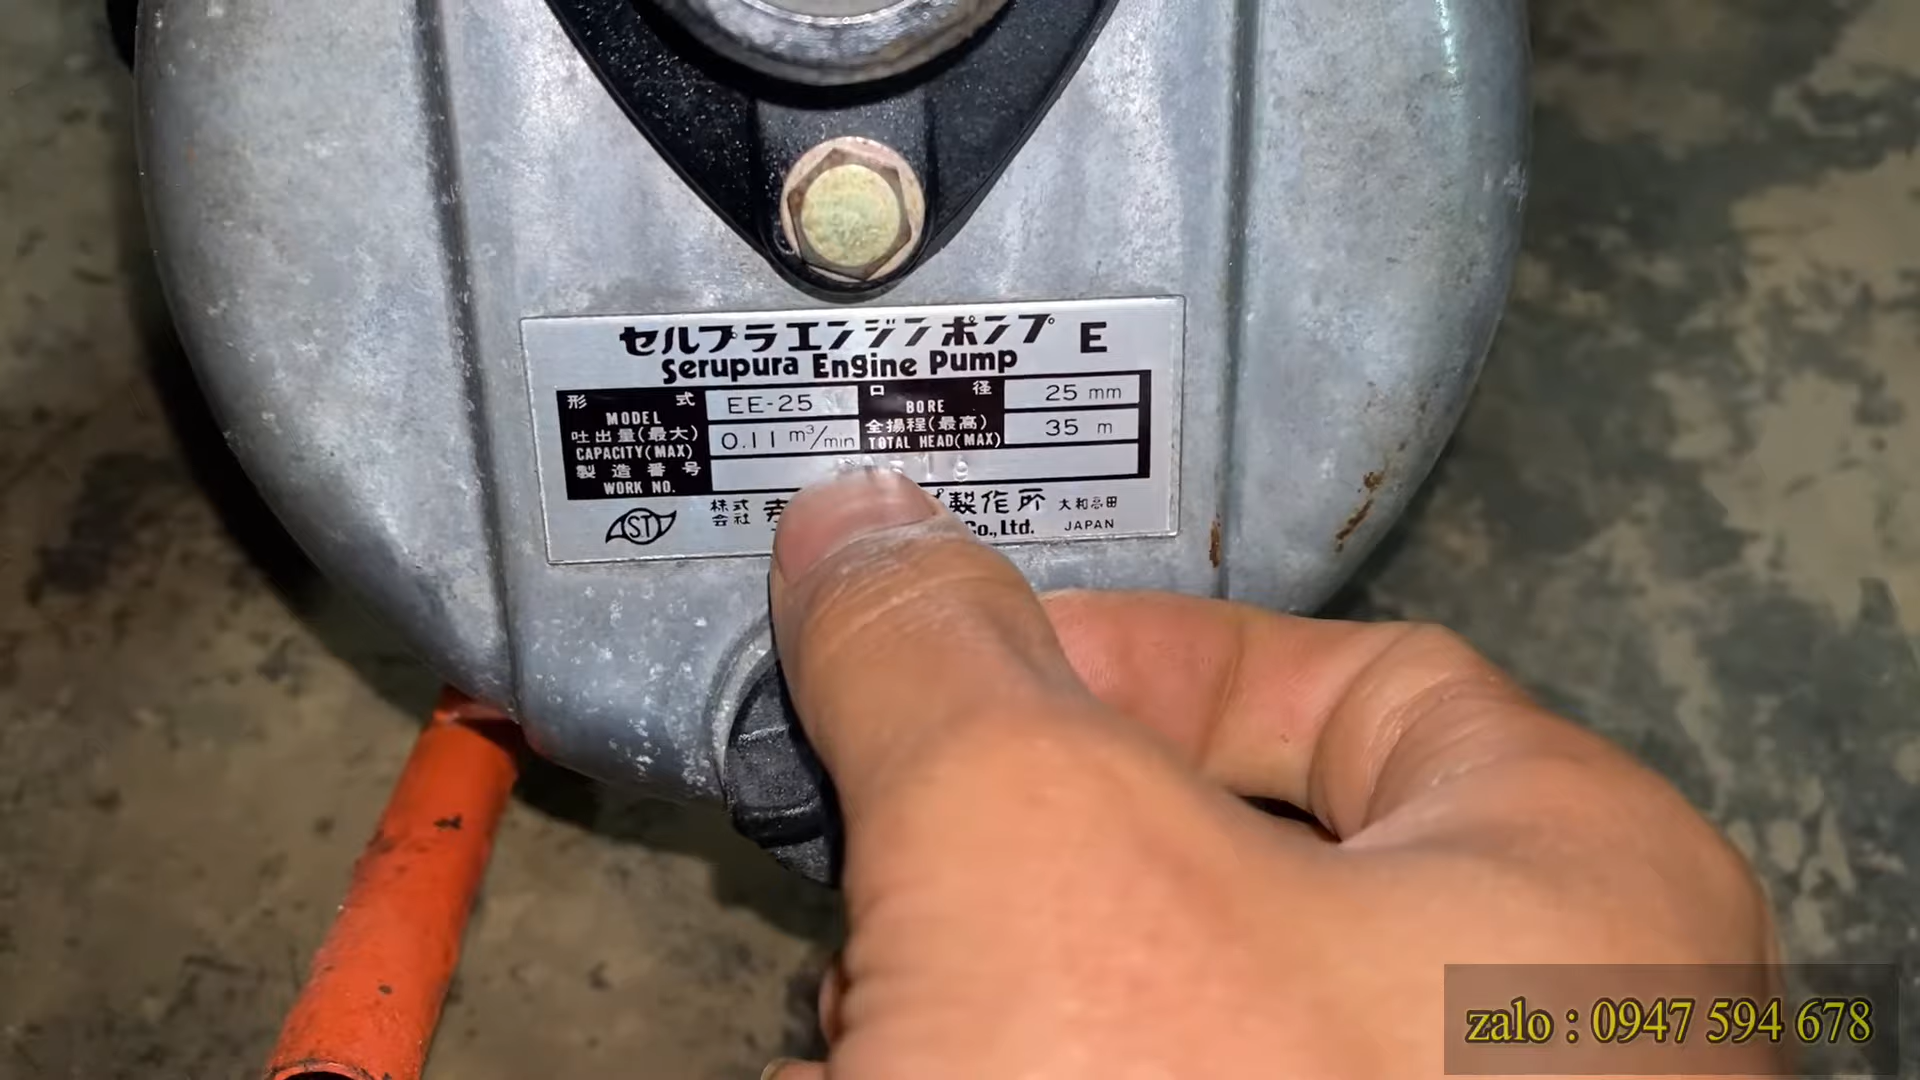 セルプラエンジンポンプ E
Serupura Engine Pump
形式 MODEL EE-25 口径 BORE 25 mm
吐出量(最大) CAPACITY(MAX) 0.11 m³/min 全揚程(最高) TOTAL HEAD(MAX) 35 m
製造番号 WORK NO.
ST 株式会社 製作所 大和高田
Co., Ltd. JAPAN
zalo : 0947 594 678